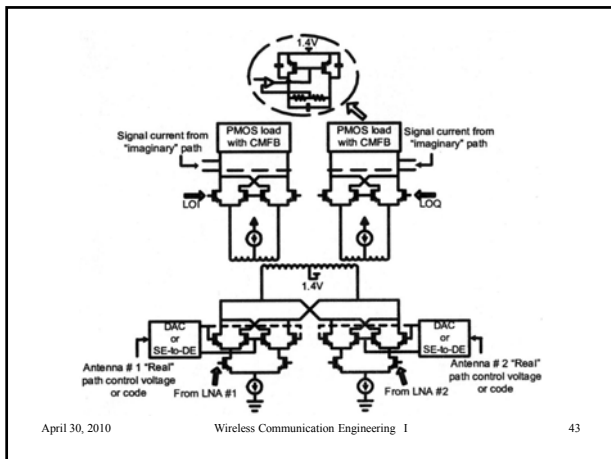 1.4V
PMOS load
with CMFB
PMOS load
with CMFB
Signal current from
"imaginary" path
Signal current from
"imaginary" path
LOI
LOQ
1.4V
DAC
or
SE-to-DE
DAC
or
SE-to-DE
Antenna # 1 "Real"
path control voltage
or code
Antenna # 2 "Real"
path control voltage
or code
From LNA #1
From LNA #2
April 30, 2010
Wireless Communication Engineering I
43